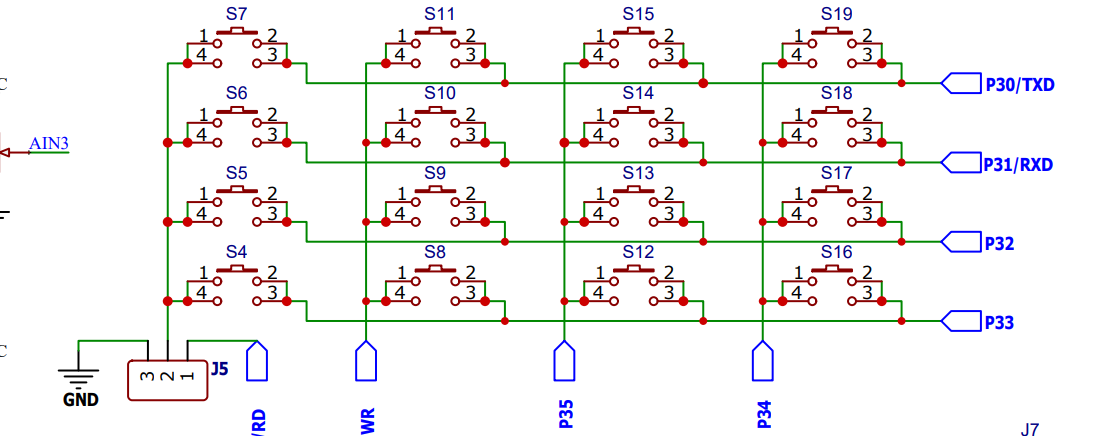 S7 S11 S15 S19
1 2 1 2 1 2 1 2
4 3 4 3 4 3 4 3
C
P30/TXD
S6 S10 S14 S18
1 2 1 2 1 2 1 2
AIN3 4 3 4 3 4 3 4 3
P31/RXD
S5 S9 S13 S17
1 2 1 2 1 2 1 2
4 3 4 3 4 3 4 3
P32
S4 S8 S12 S16
1 2 1 2 1 2 1 2
4 3 4 3 4 3 4 3
P33
C
3 2 1 J5
GND
/RD WR P35 P34
J7